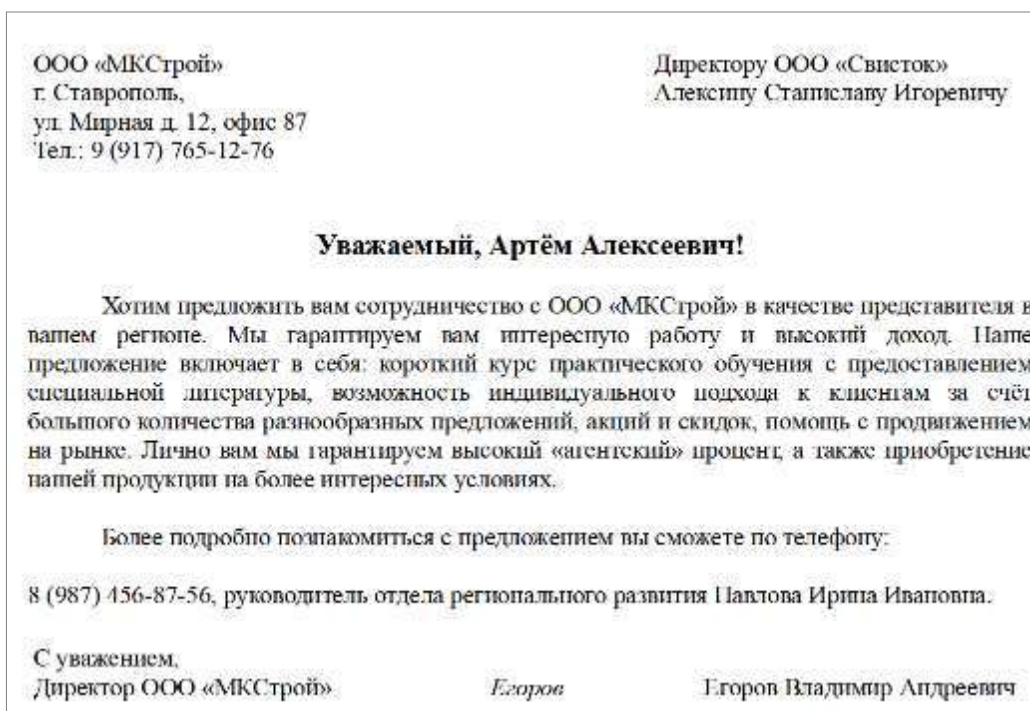 ООО «МКСтрой»
г. Ставрополь,
ул. Мирная д. 12, офис 87
Тел.: 9 (917) 765-12-76
Директору ООО «Свисток»
Алексину Станиславу Игоревичу
Уважаемый, Артём Алексеевич!
Хотим предложить вам сотрудничество с ООО «МКСтрой» в качестве представителя в
вашем регионе. Мы гарантируем вам интересную работу и высокий доход. Наше
предложение включает в себя: короткий курс практического обучения с предоставлением
специальной литературы, возможность индивидуального подхода к клиентам за счёт
большого количества разнообразных предложений, акций и скидок, помощь с продвижением
на рынке. Лично вам мы гарантируем высокий «агентский» процент, а также приобретение
нашей продукции на более интересных условиях.
Более подробно познакомиться с предложением вы сможете по телефону:
8 (987) 456-87-56, руководитель отдела регионального развития Павлова Ирина Ивановна.
С уважением,
Директор ООО «МКСтрой» Егоров Егоров Владимир Андреевич